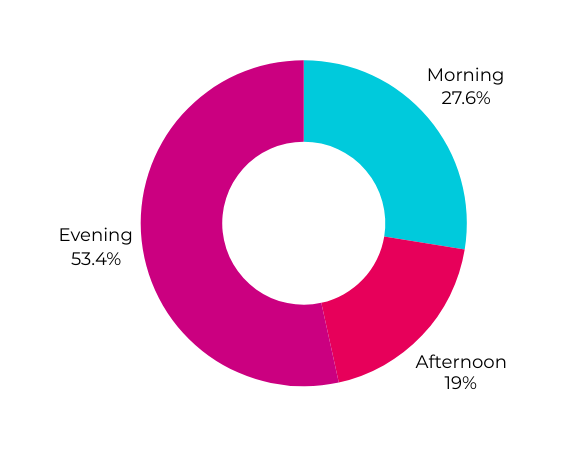 Morning
27.6%
Evening
53.4%
Afternoon
19%